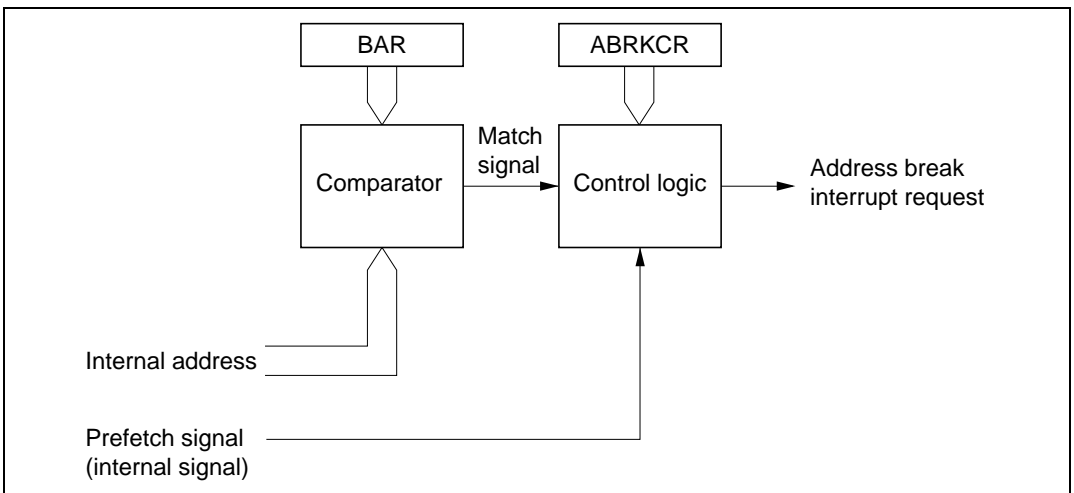 BAR
ABRKCR
Match
signal
Comparator
Control logic
Address break
interrupt request
Internal address
Prefetch signal
(internal signal)